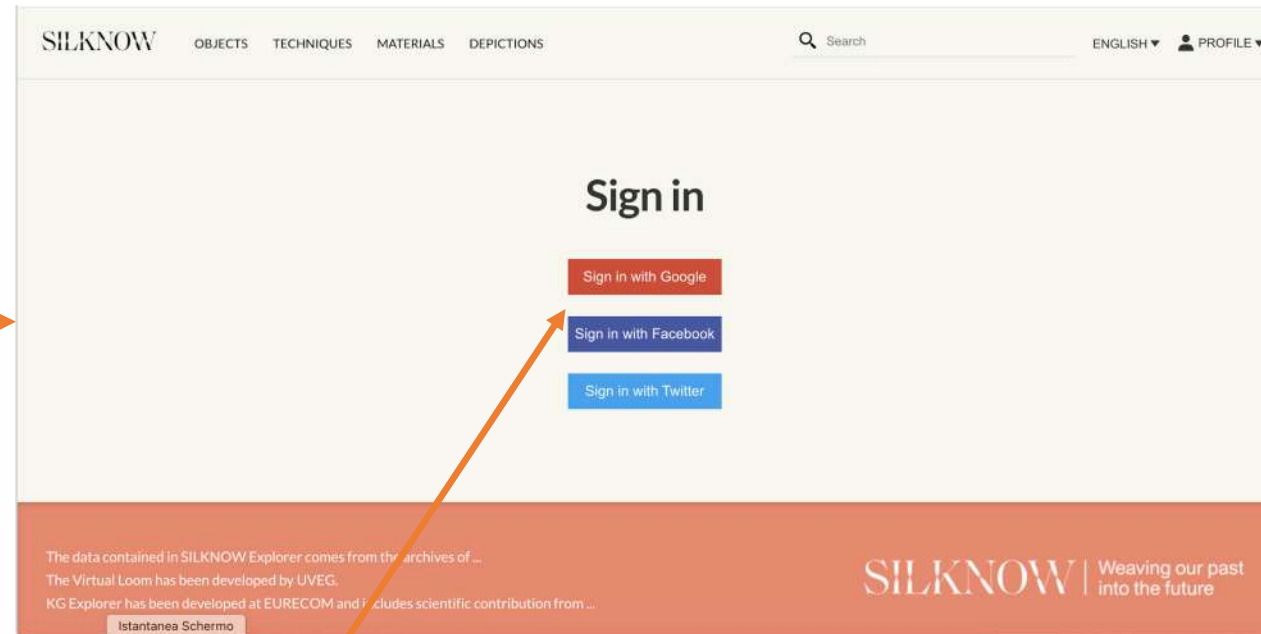 SILKNOW OBJECTS TECHNIQUES MATERIALS DEPICTIONS Search ENGLISH PROFILE
Sign in
Sign in with Google
Sign in with Facebook
Sign in with Twitter
The data contained in SILKNOW Explorer comes from the archives of ...
The Virtual Loom has been developed by UVEG.
KG Explorer has been developed at EURECOM and includes scientific contribution from ...
SILKNOW
Weaving our past
into the future
Istantanea Schermo